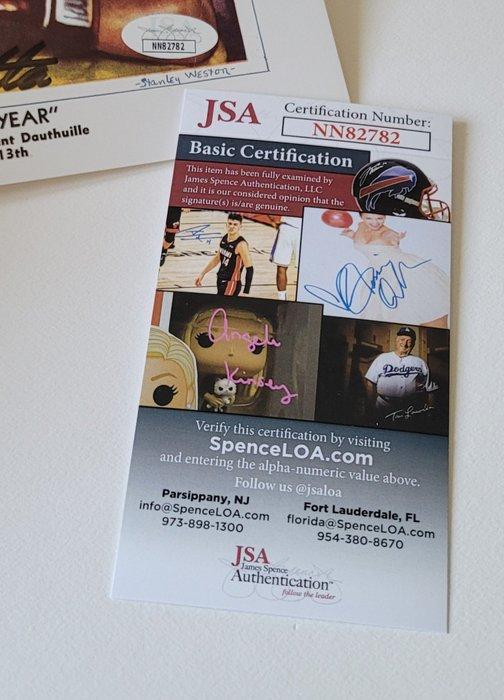 NN82782
-Stanley Weston-
YEAR"
nt Dauthuille
13th
JSA
Certification Number:
NN82782
Basic Certification
This item has been fully examined by
James Spence Authentication, LLC
and it is our considered opinion that the
signature(s) is/are genuine.
Angela
Kinsey
Dodgers
Verify this certification by visiting
SpenceLOA.com
and entering the alpha-numeric value above.
Follow us @jsaloa
Parsippany, NJ
info@SpenceLOA.com
973-898-1300
Fort Lauderdale, FL
florida@SpenceLOA.com
954-380-8670
JSA
James Spence
Authentication™
follow the leader